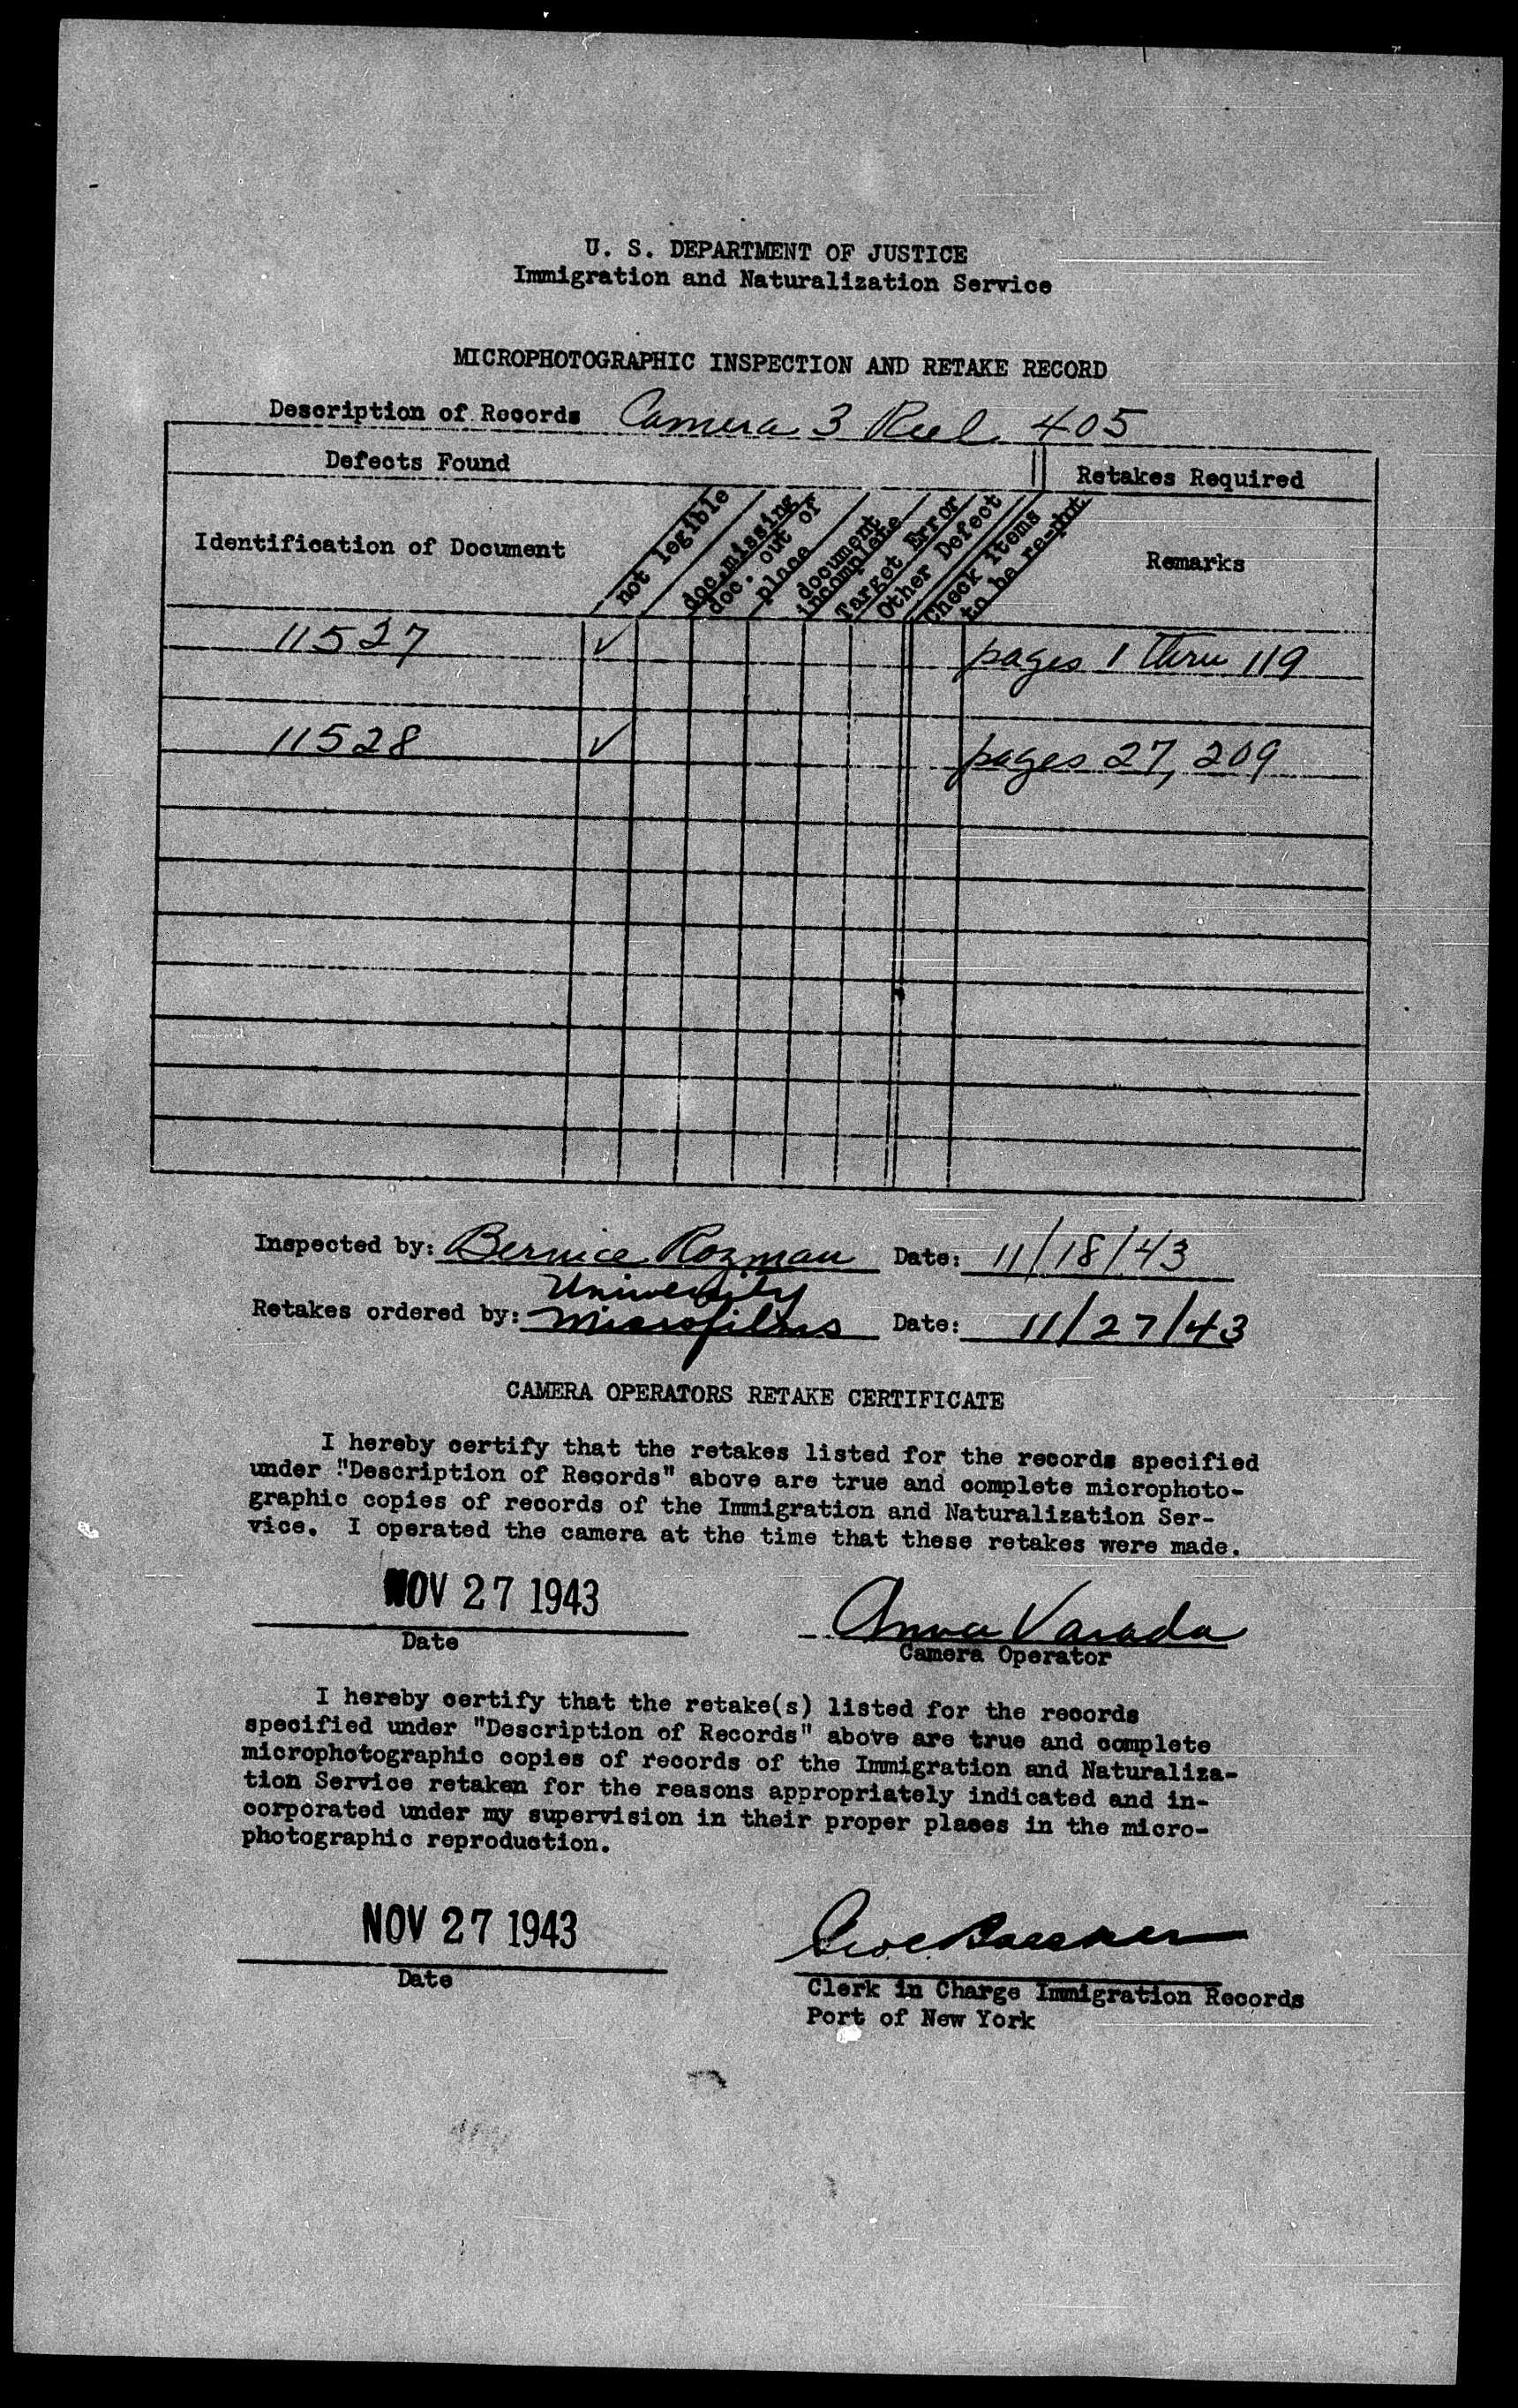 U. S. DEPARTMENT OF JUSTICE
Immigration and Naturalization Service
MICROPHOTOGRAPHIC INSPECTION AND RETAKE RECORD
Description of Records Camera 3 Reel 405
Defects Found
Retakes Required
Identification of Document
not legible
doc. missing
doc. out of
place
document
incomplete
Target Error
Other Defect
Check items
to be re-phot
Remarks
11527 ✓ pages 1 thru 119
11528 ✓ pages 27, 209
Inspected by: Bernice Rozman Date: 11/18/43
University
Retakes ordered by: Microfilms Date: 11/27/43
CAMERA OPERATORS RETAKE CERTIFICATE
I hereby certify that the retakes listed for the records specified
under "Description of Records" above are true and complete microphoto-
graphic copies of records of the Immigration and Naturalization Ser-
vice. I operated the camera at the time that these retakes were made.
NOV 27 1943 Anna Varada
Date Camera Operator
I hereby certify that the retake(s) listed for the records
specified under "Description of Records" above are true and complete
microphotographic copies of records of the Immigration and Naturaliza-
tion Service retaken for the reasons appropriately indicated and in-
corporated under my supervision in their proper places in the micro-
photographic reproduction.
NOV 27 1943
Date
Clerk in Charge Immigration Records
Port of New York